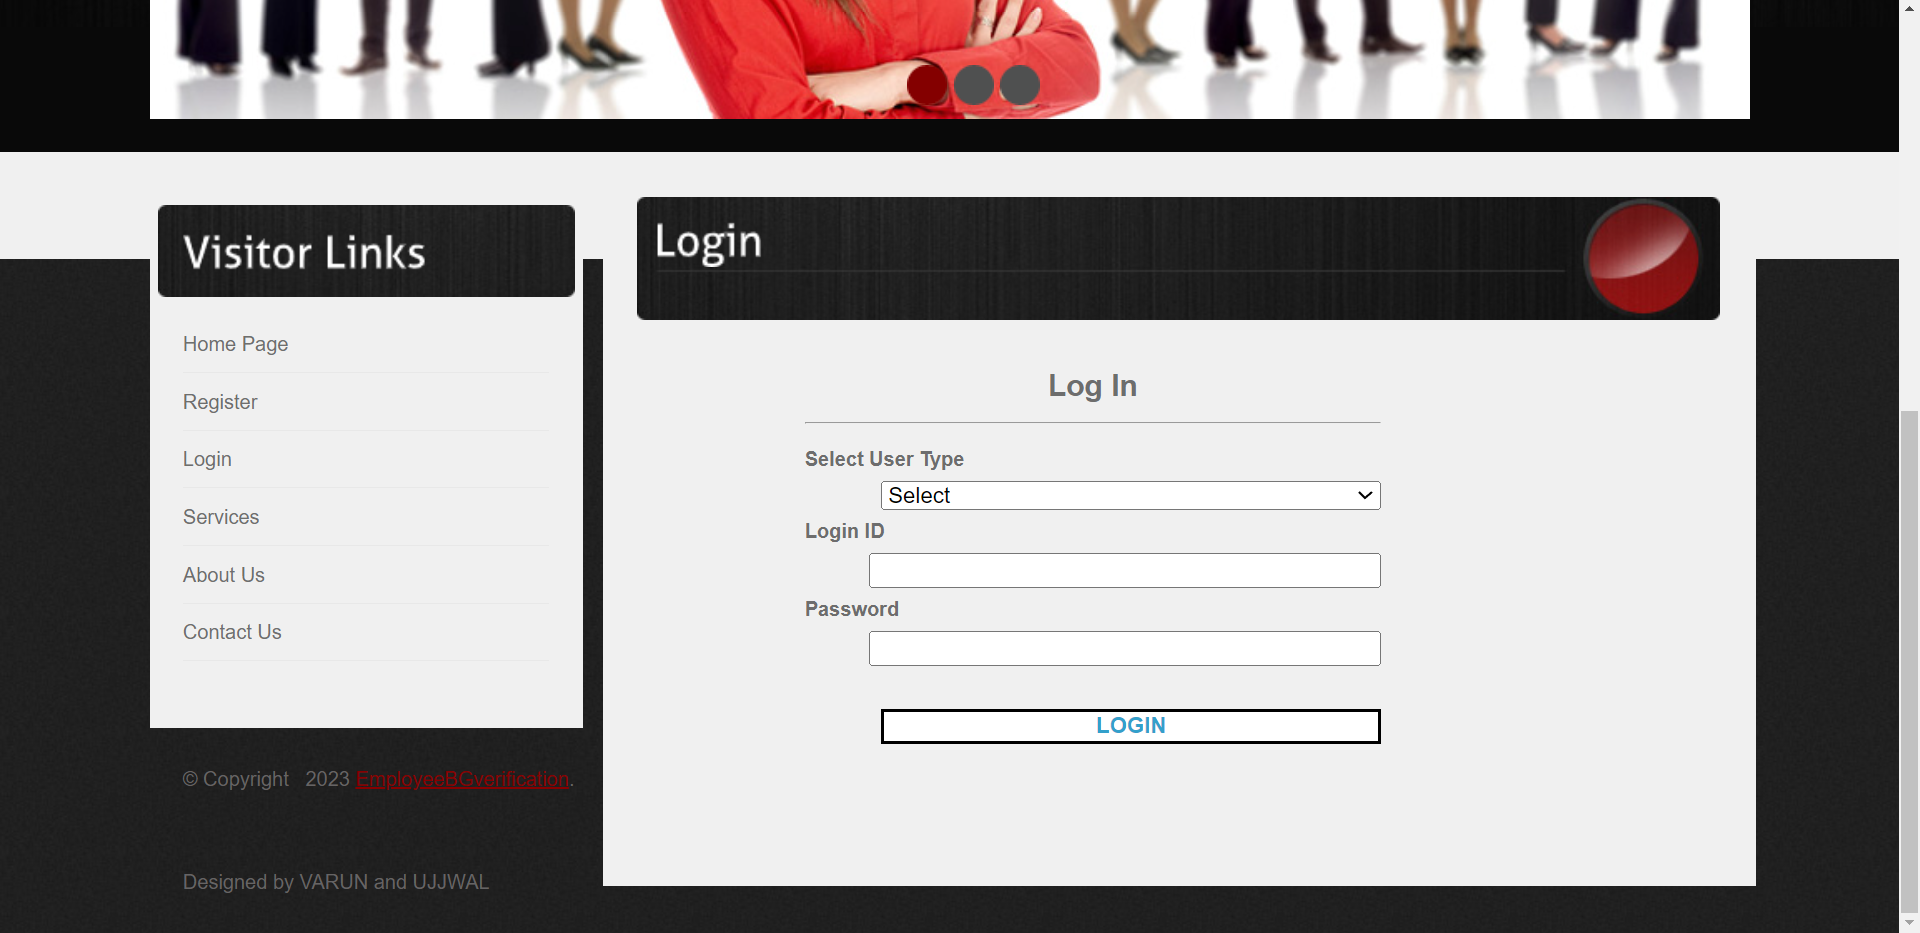 Visitor Links
Home Page
Register
Login
Services
About Us
Contact Us
© Copyright   2023 EmployeeBGverification.
Designed by VARUN and UJJWAL
Login
Log In
Select User Type
Select
Login ID
Password
LOGIN